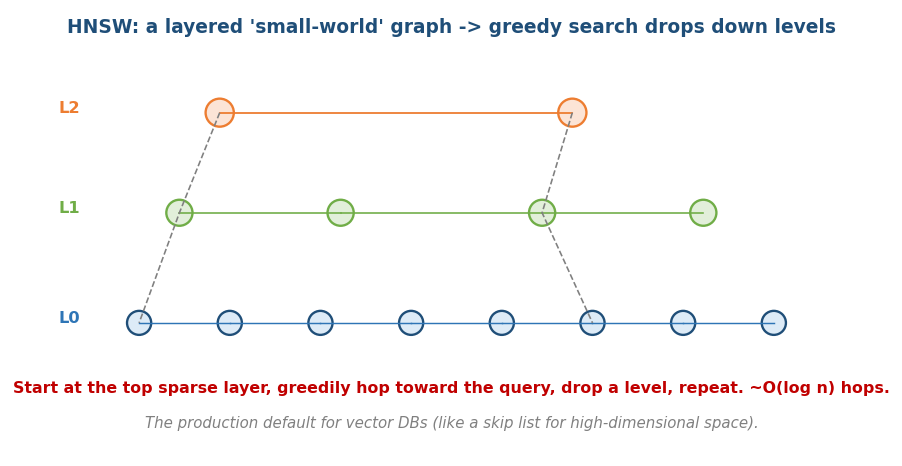 HNSW: a layered 'small-world' graph -> greedy search drops down levels
L2
L1
L0
Start at the top sparse layer, greedily hop toward the query, drop a level, repeat. ~O(log n) hops.
The production default for vector DBs (like a skip list for high-dimensional space).